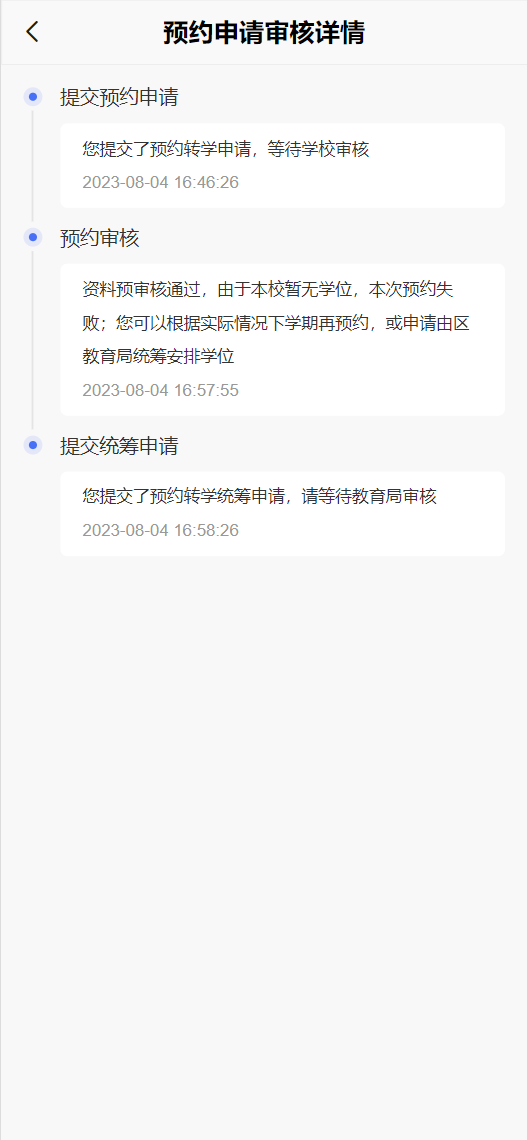 预约申请审核详情
提交预约申请
您提交了预约转学申请，等待学校审核
2023-08-04 16:46:26
预约审核
资料预审核通过，由于本校暂无学位，本次预约失
败；您可以根据实际情况下学期再预约，或申请由区
教育局统筹安排学位
2023-08-04 16:57:55
提交统筹申请
您提交了预约转学统筹申请，请等待教育局审核
2023-08-04 16:58:26